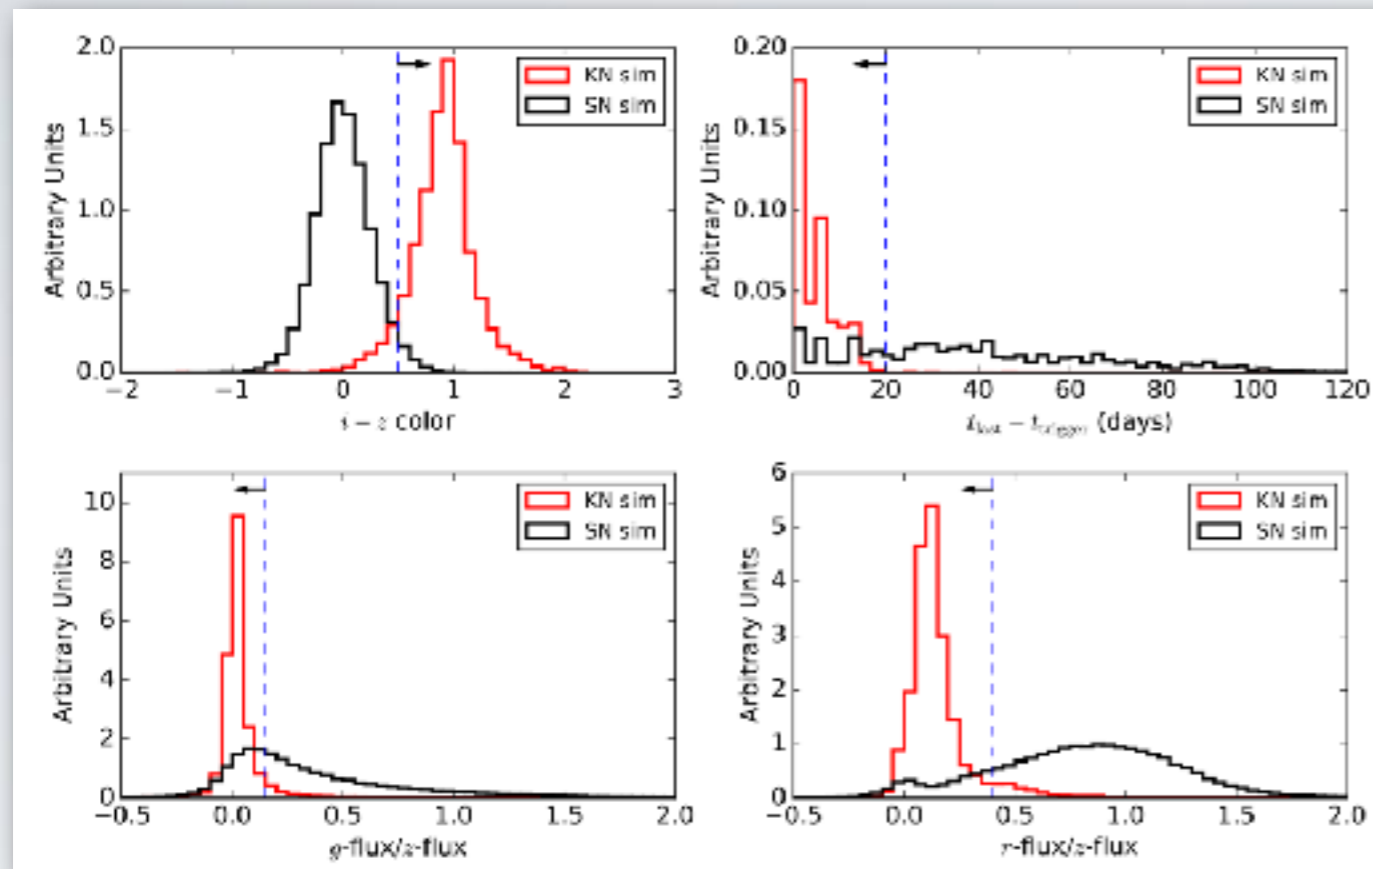 2.0
1.5
1.0
0.5
0.0
Arbitrary Units
KN sim
SN sim
−2 −1 0 1 2 3
i − z color
0.20
0.15
0.10
0.05
0.00
Arbitrary Units
KN sim
SN sim
0 20 40 60 80 100 120
t_last − t_trigger (days)
10
8
6
4
2
0
Arbitrary Units
KN sim
SN sim
−0.5 0.0 0.5 1.0 1.5 2.0
g-flux/z-flux
6
5
4
3
2
1
0
Arbitrary Units
KN sim
SN sim
−0.5 0.0 0.5 1.0 1.5 2.0
r-flux/z-flux